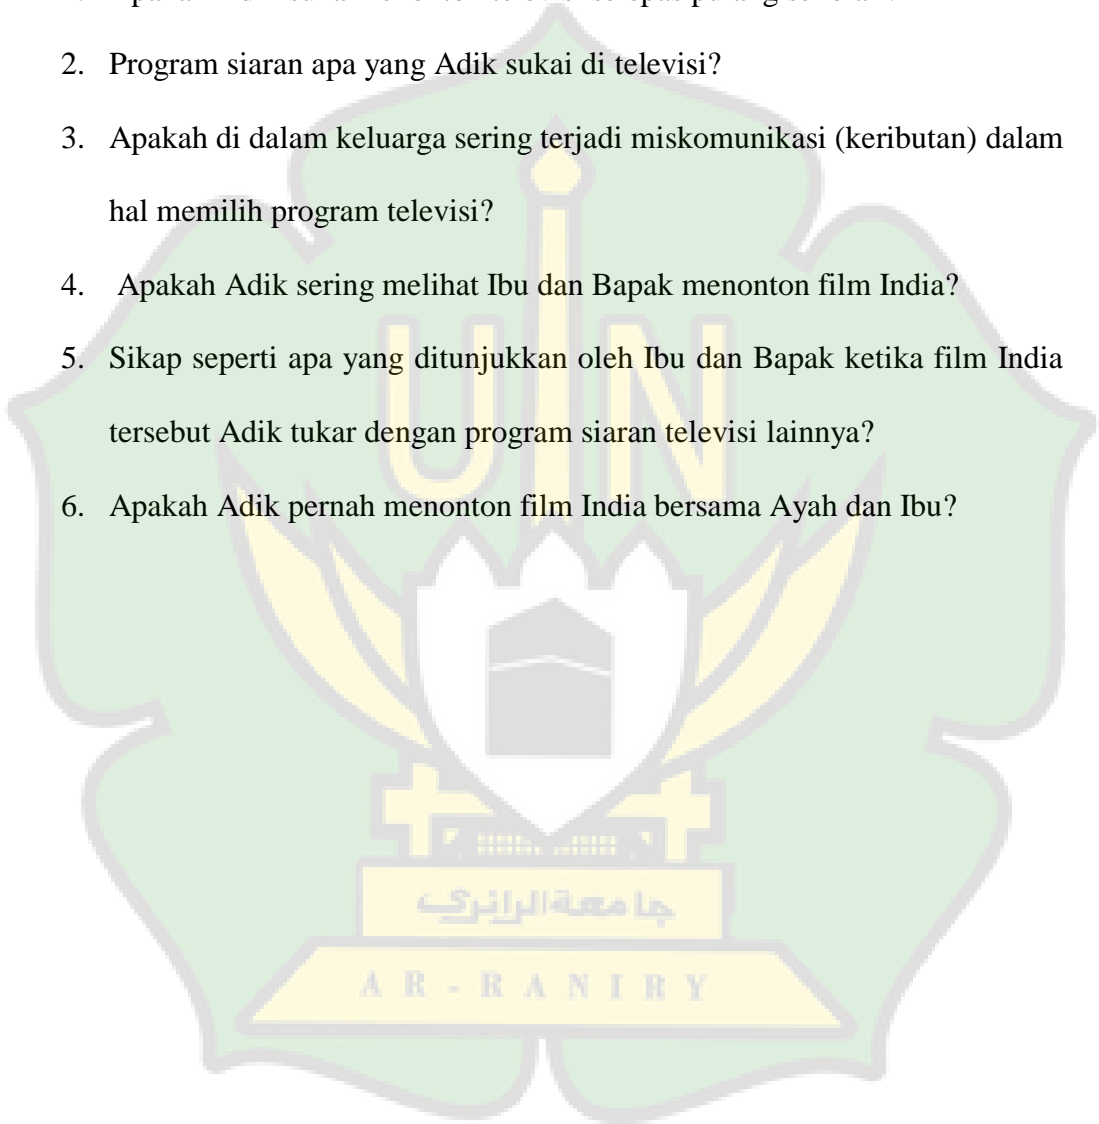 2. Program siaran apa yang Adik sukai di televisi?
3. Apakah di dalam keluarga sering terjadi miskomunikasi (keributan) dalam
hal memilih program televisi?
4. Apakah Adik sering melihat Ibu dan Bapak menonton film India?
5. Sikap seperti apa yang ditunjukkan oleh Ibu dan Bapak ketika film India
tersebut Adik tukar dengan program siaran televisi lainnya?
6. Apakah Adik pernah menonton film India bersama Ayah dan Ibu?
UIN
جامعة الرانري
AR-RANIRY